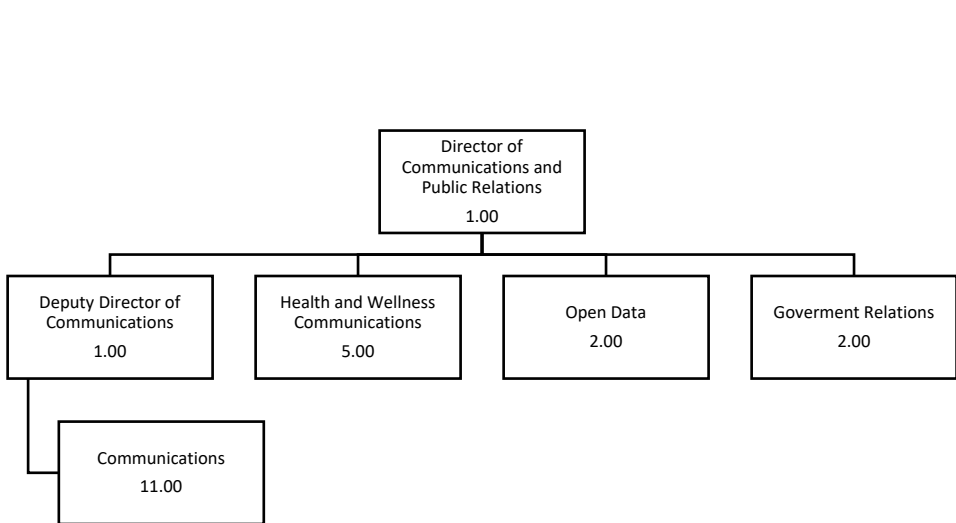 Director of
Communications and
Public Relations
1.00
Deputy Director of
Communications
1.00
Health and Wellness
Communications
5.00
Open Data
2.00
Goverment Relations
2.00
Communications
11.00